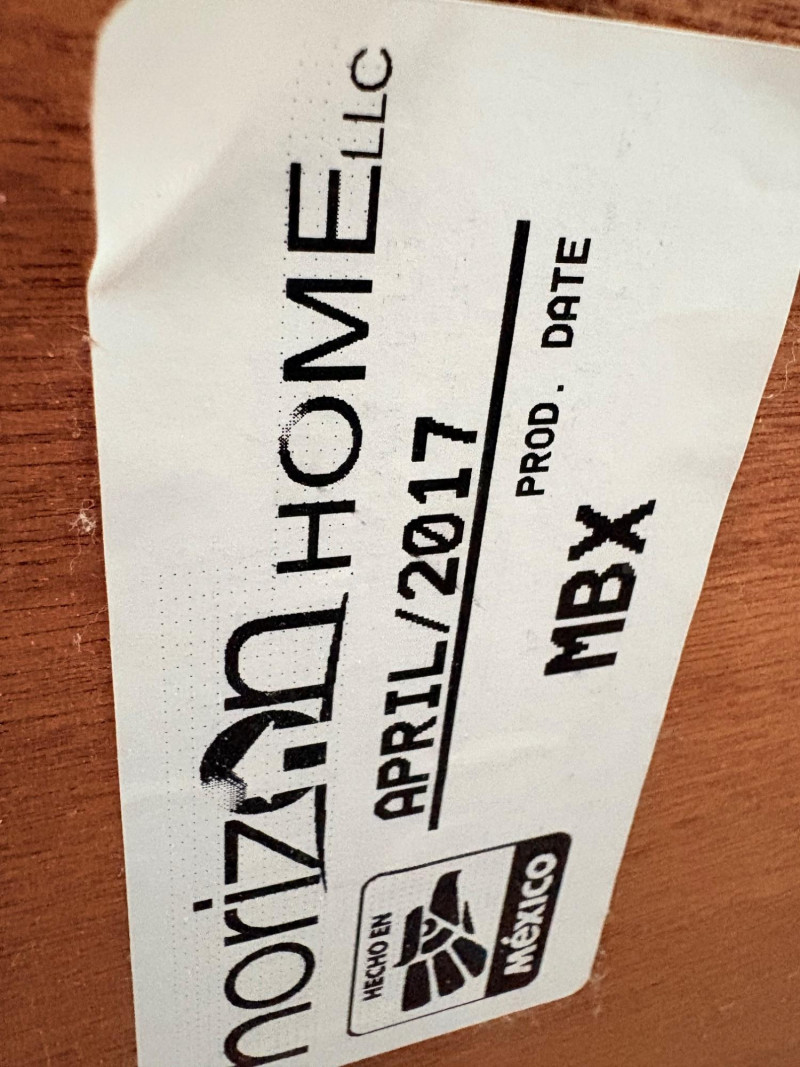 horizon HOME LLC
APRIL/2017
PROD. DATE
MBX
HECHO EN
MéXICO